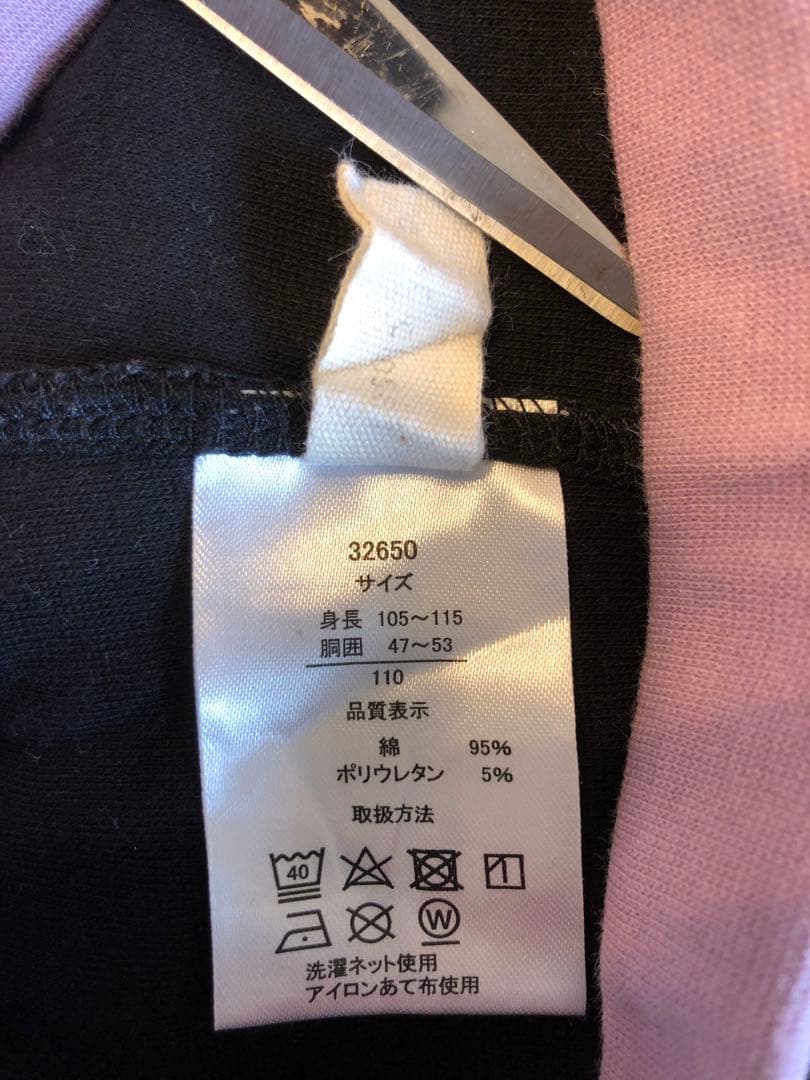 32650
サイズ
身長 105～115
胴囲 47～53
110
品質表示
綿 95%
ポリウレタン 5%
取扱方法
40
W
洗濯ネット使用
アイロンあて布使用